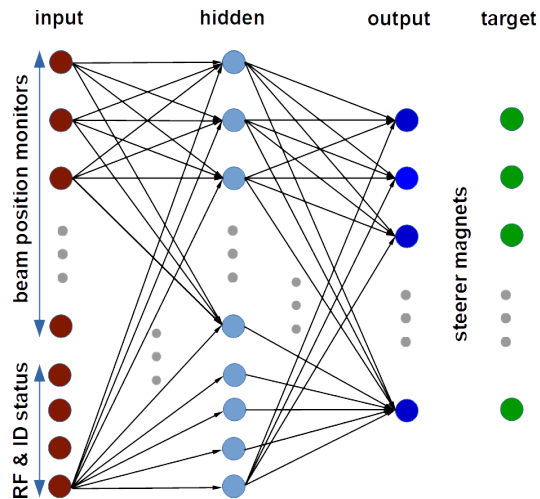 input
hidden
output
target
beam position monitors
RF & ID status
steerer magnets